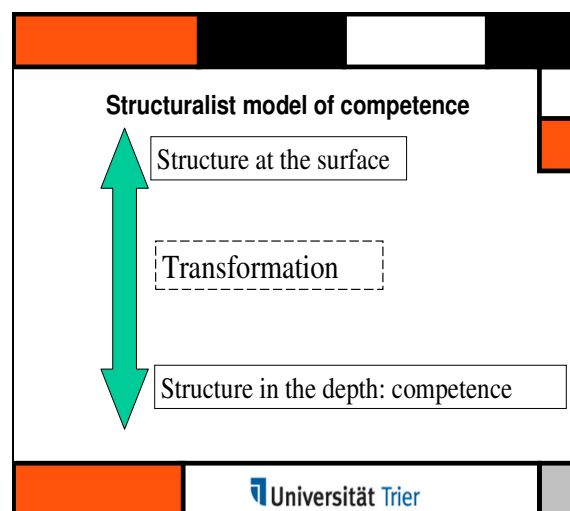 Structuralist model of competence
Structure at the surface
Transformation
Structure in the depth: competence
Universität Trier